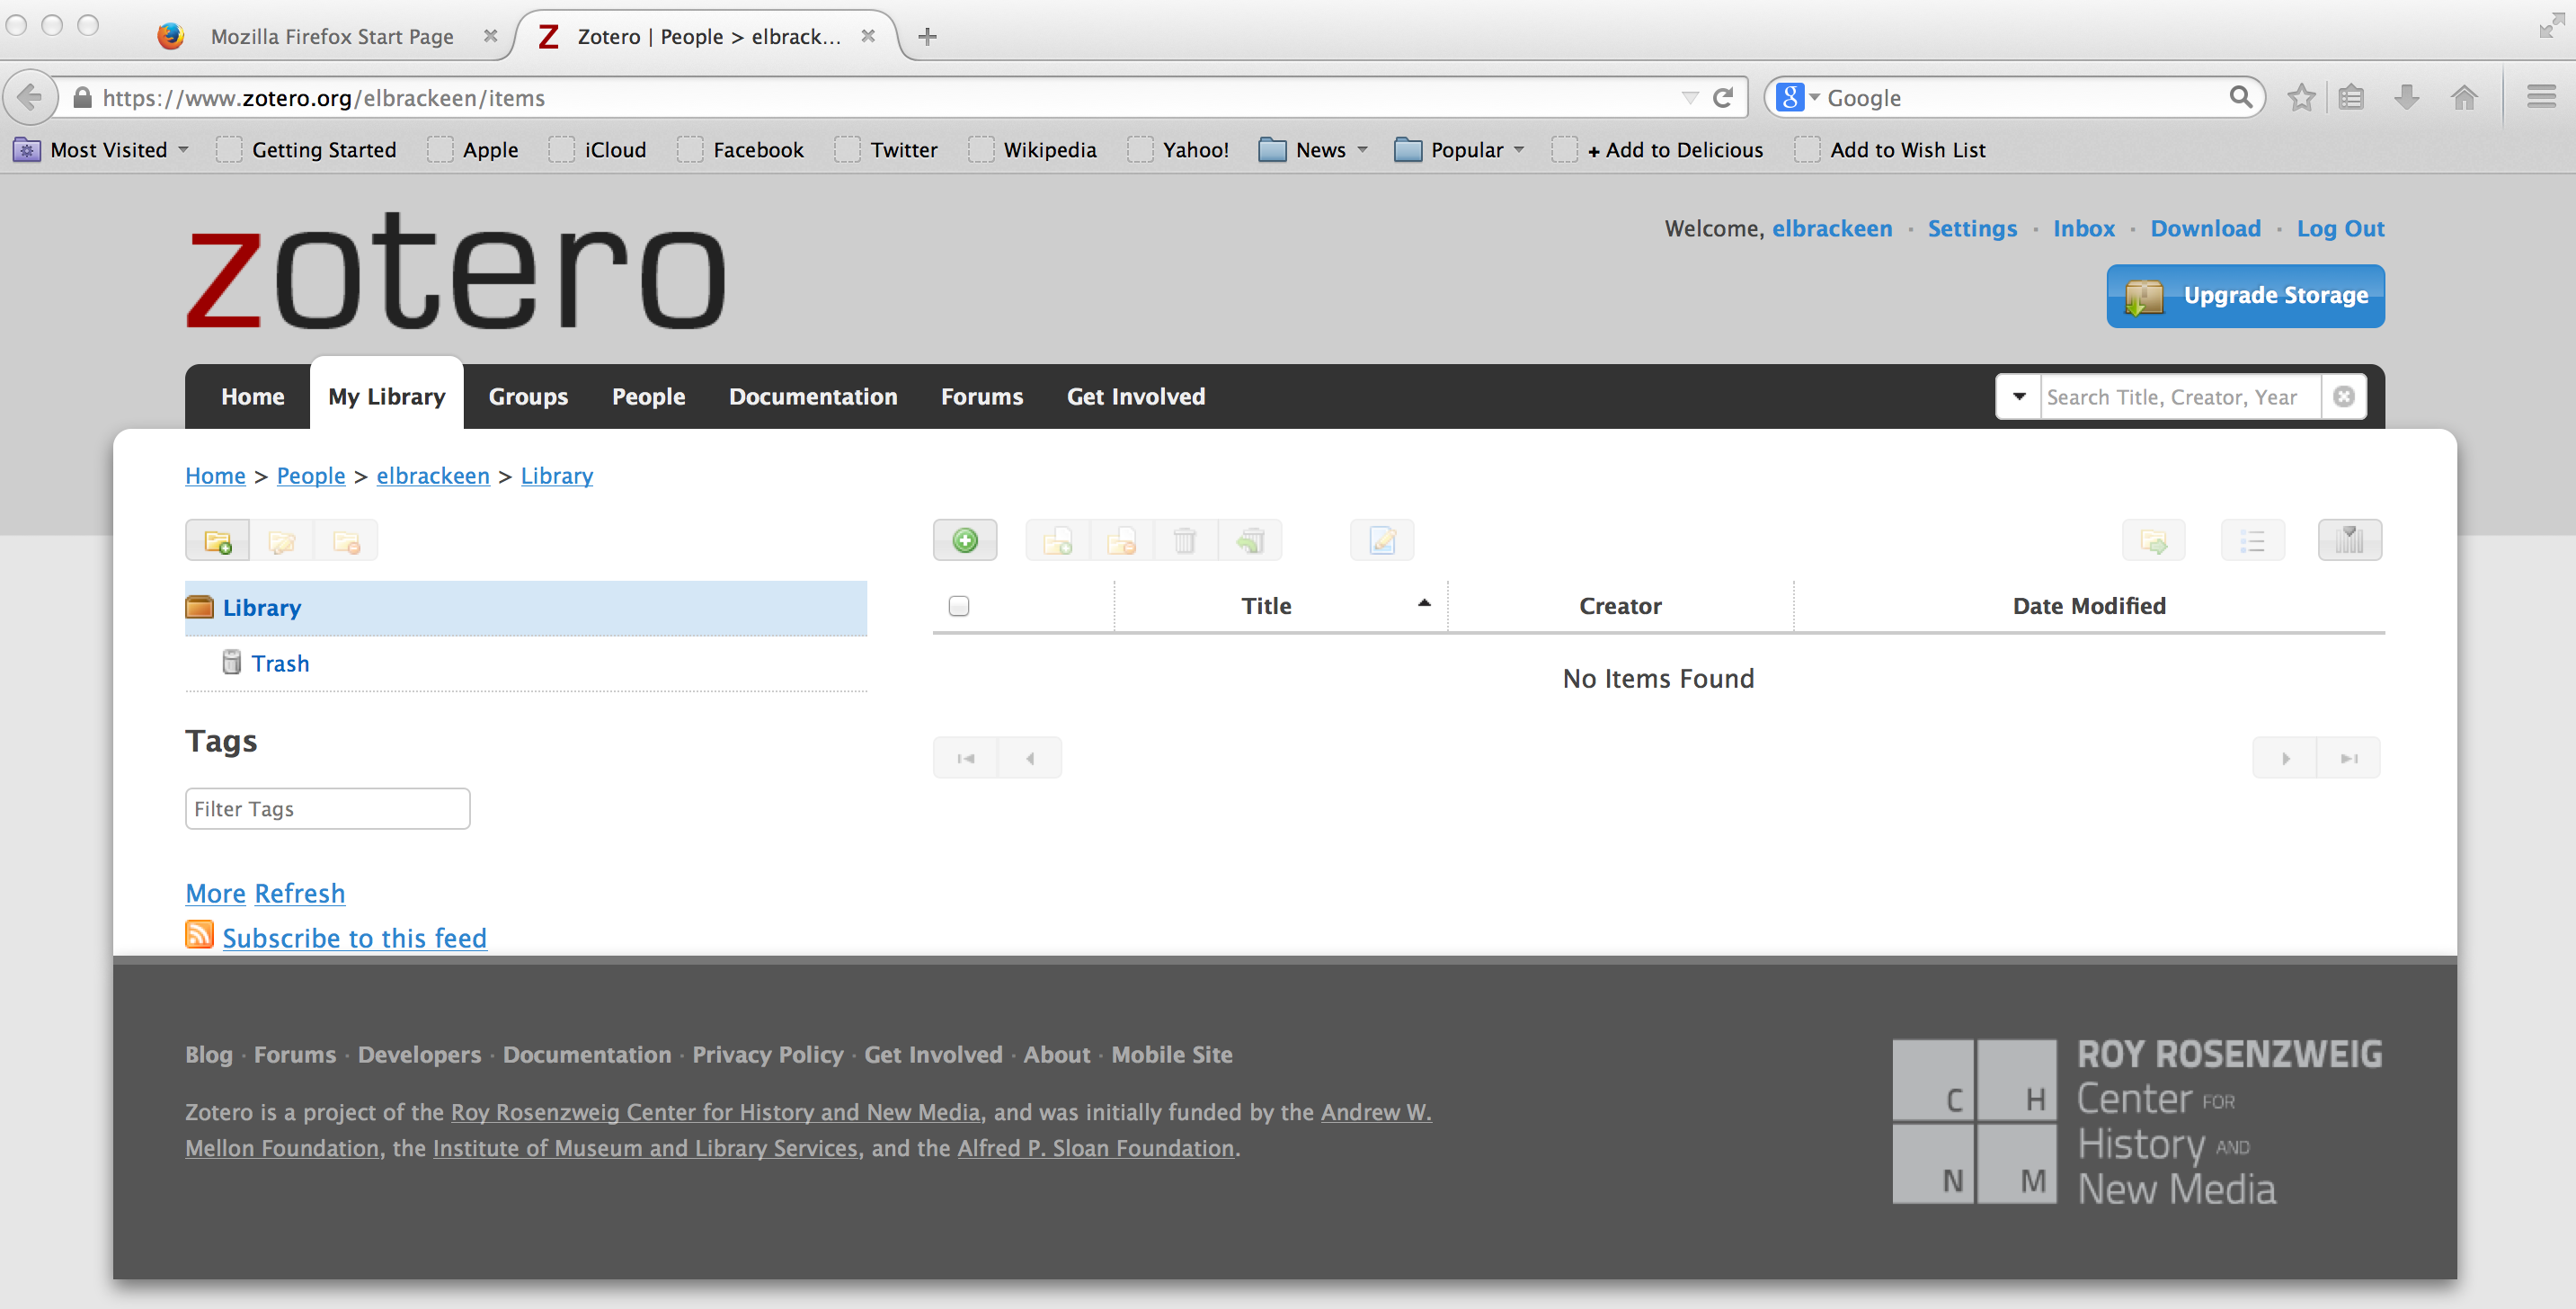 Mozilla Firefox Start Page
Z Zotero | People > elbrack...
https://www.zotero.org/elbrackeen/items
Google
Most Visited Getting Started Apple iCloud Facebook Twitter Wikipedia Yahoo! News Popular + Add to Delicious Add to Wish List
zotero
Welcome, elbrackeen · Settings · Inbox · Download · Log Out
Upgrade Storage
Home My Library Groups People Documentation Forums Get Involved
Search Title, Creator, Year
Home > People > elbrackeen > Library
Library
Trash
Title Creator Date Modified
No Items Found
Tags
Filter Tags
More Refresh
Subscribe to this feed
Blog · Forums · Developers · Documentation · Privacy Policy · Get Involved · About · Mobile Site
Zotero is a project of the Roy Rosenzweig Center for History and New Media, and was initially funded by the Andrew W.
Mellon Foundation, the Institute of Museum and Library Services, and the Alfred P. Sloan Foundation.
C H
N M
ROY ROSENZWEIG
Center FOR
History AND
New Media